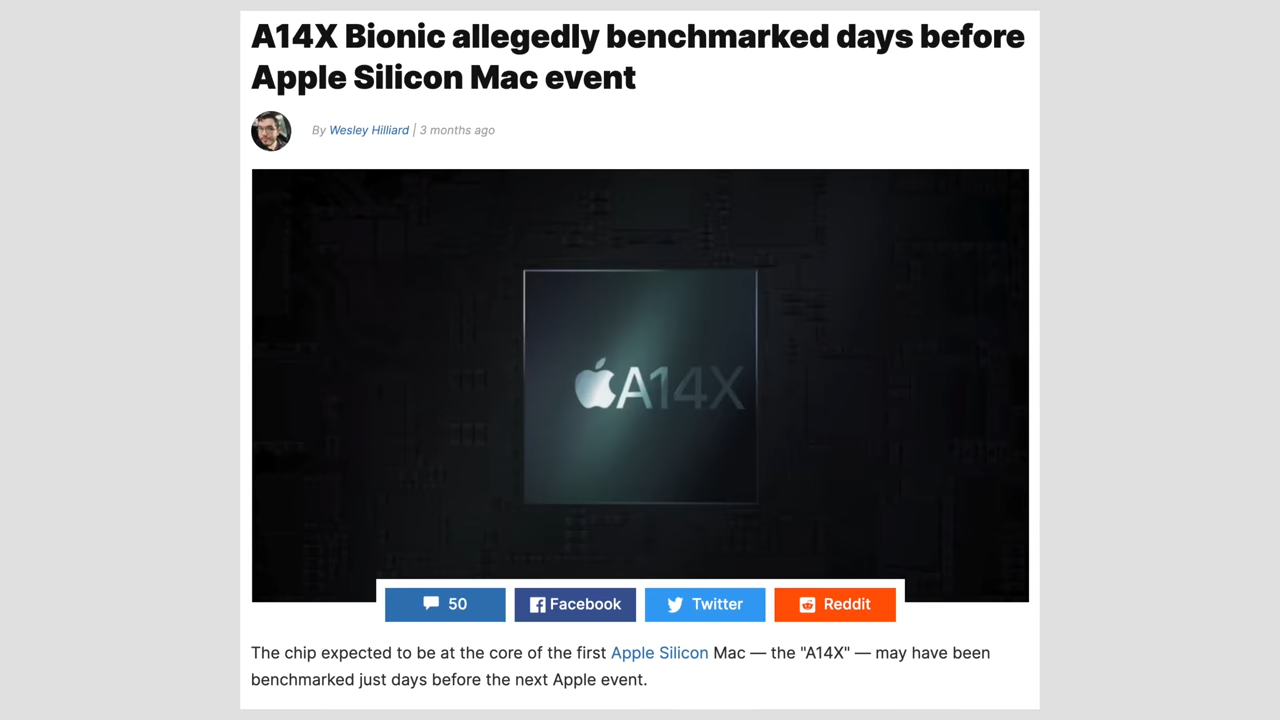 A14X Bionic allegedly benchmarked days before
Apple Silicon Mac event
By Wesley Hilliard | 3 months ago
A14X
50
Facebook
Twitter
Reddit
The chip expected to be at the core of the first Apple Silicon Mac — the "A14X" — may have been
benchmarked just days before the next Apple event.